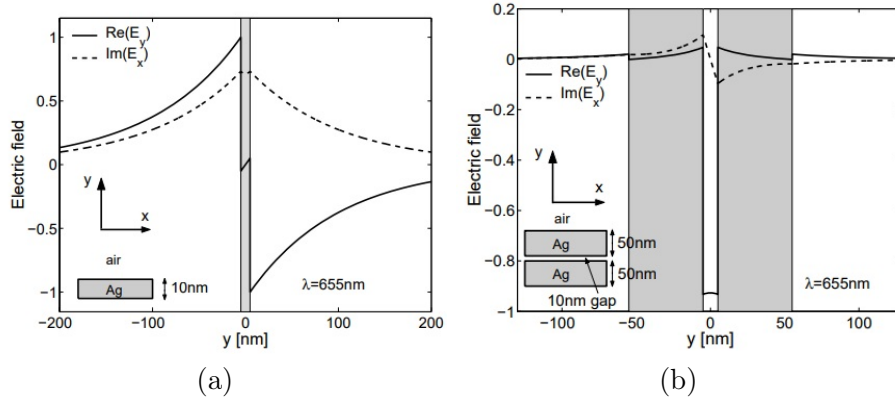 1
0.5
0
−0.5
−1
Electric field
Re(E_y)
Im(E_x)
y
x
air
Ag
10nm
λ=655nm
−200
−100
0
100
200
y [nm]
(a)
0.2
0
−0.2
−0.4
−0.6
−0.8
−1
Electric field
Re(E_y)
Im(E_x)
y
x
air
Ag
50nm
Ag
50nm
10nm gap
λ=655nm
−100
−50
0
50
100
y [nm]
(b)